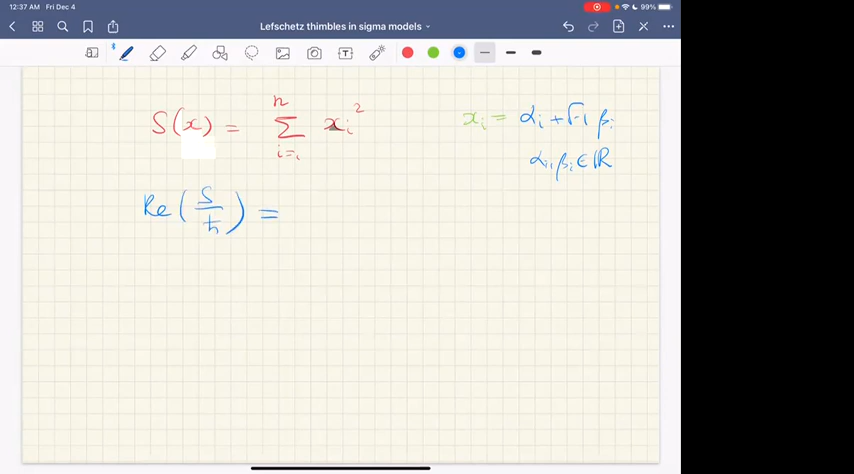 12:37 AM Fri Dec 4
99%
Lefschetz thimbles in sigma models
S(x) = \sum_{i=1}^{n} x_i^2
x_i = α_i + √-1 β_i
α_i, β_i ∈ ℝ
Re(S/ħ) =